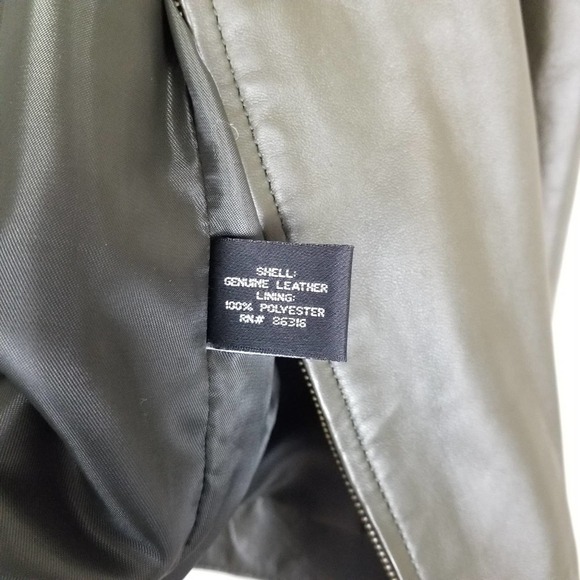 SHELL:
GENUINE LEATHER
LINING:
100% POLYESTER
RN# 86316